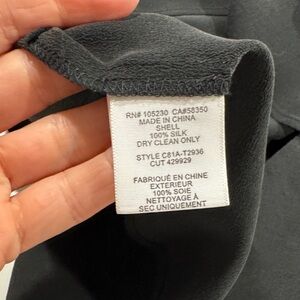 RN# 105230 CA#58350
MADE IN CHINA
SHELL
100% SILK
DRY CLEAN ONLY
STYLE C81A-T2936
CUT 429929
FABRIQUÉ EN CHINE
EXTERIEUR
100% SOIE
NETTOYAGE À
SEC UNIQUEMENT